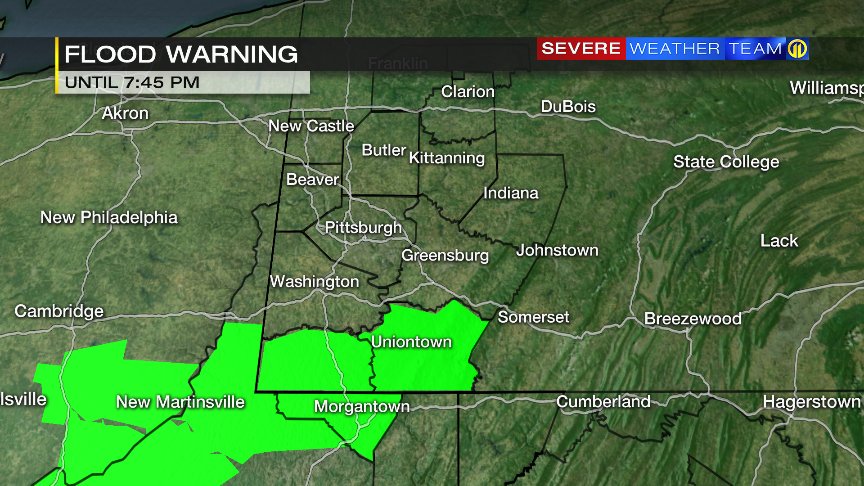 FLOOD WARNING
UNTIL 7:45 PM
SEVERE WEATHER TEAM 11
Franklin
Clarion
Williamsp
Akron
DuBois
New Castle
Butler
Kittanning
State College
Beaver
Indiana
New Philadelphia
Pittsburgh
Lack
Greensburg
Johnstown
Washington
Cambridge
Somerset
Breezewood
Uniontown
lsville
New Martinsville
Morgantown
Cumberland
Hagerstown